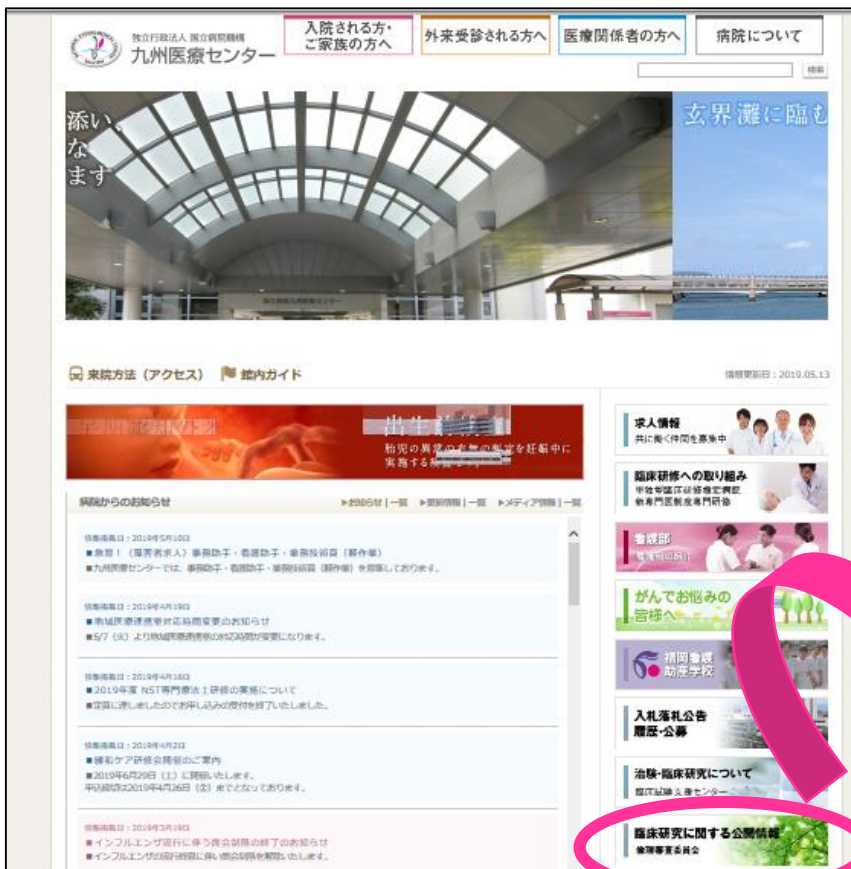 独立行政法人 国立病院機構
九州医療センター
入院される方・
ご家族の方へ
外来受診される方へ
医療関係者の方へ
病院について
検索
添い、
な
ます
玄界灘に臨む
来院方法（アクセス）
館内ガイド
情報更新日：2019.05.13
出生前
胎児の異常の有無の判定を妊娠中に
実施する
病院からのお知らせ
▶お知らせ | 一覧 ▶更新情報 | 一覧 ▶メディア情報 | 一覧
情報掲載日：2019年5月10日
■急募！（障害者求人）事務助手・看護助手・業務技術員（軽作業）
■九州医療センターでは、事務助手・看護助手・業務技術員（軽作業）を募集しております。
情報掲載日：2019年4月19日
■地域医療連携室対応時間変更のお知らせ
■5/7（火）より地域医療連携室の対応時間が変更になります。
情報掲載日：2019年4月16日
■2019年度 NST専門療法士研修の実施について
■定員に達しましたのでお申し込みの受付を終了いたしました。
情報掲載日：2019年4月2日
■緩和ケア研修会開催のご案内
■2019年6月29日（土）に開催いたします。
申込締切は2019年4月26日（金）までとなっております。
情報掲載日：2019年3月19日
■インフルエンザ流行に伴う面会制限の終了のお知らせ
■インフルエンザの流行終息に伴い面会制限を解除いたします。
求人情報
共に働く仲間を募集中
臨床研修への取り組み
新専門医制度専門研修
看護部
がんでお悩みの
皆様へ
福岡看護
助産学校
入札落札公告
履歴・公募
治験・臨床研究について
臨床試験支援センター
臨床研究に関する公開情報
倫理審査委員会